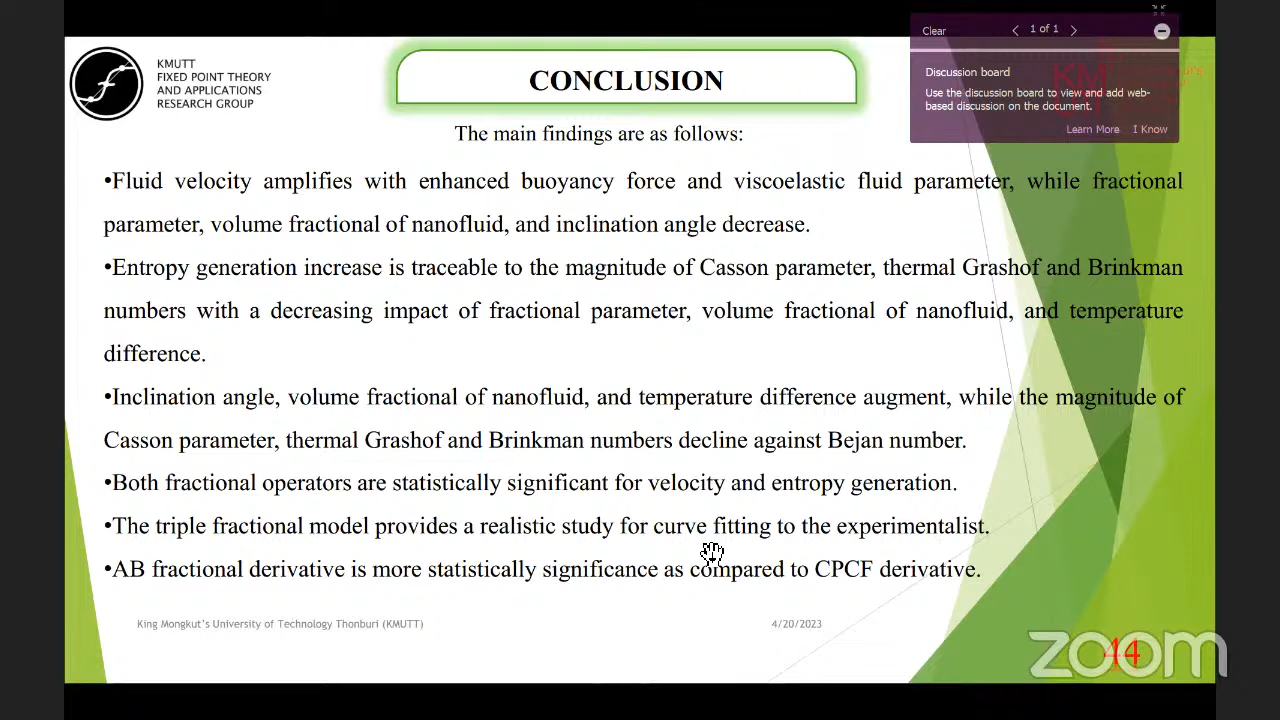 KMUTT
FIXED POINT THEORY
AND APPLICATIONS
RESEARCH GROUP
CONCLUSION
Clear
1 of 1
Discussion board
Use the discussion board to view and add web-
based discussion on the document.
Learn More I Know
The main findings are as follows:
•Fluid velocity amplifies with enhanced buoyancy force and viscoelastic fluid parameter, while fractional
parameter, volume fractional of nanofluid, and inclination angle decrease.
•Entropy generation increase is traceable to the magnitude of Casson parameter, thermal Grashof and Brinkman
numbers with a decreasing impact of fractional parameter, volume fractional of nanofluid, and temperature
difference.
•Inclination angle, volume fractional of nanofluid, and temperature difference augment, while the magnitude of
Casson parameter, thermal Grashof and Brinkman numbers decline against Bejan number.
•Both fractional operators are statistically significant for velocity and entropy generation.
•The triple fractional model provides a realistic study for curve fitting to the experimentalist.
•AB fractional derivative is more statistically significance as compared to CPCF derivative.
King Mongkut's University of Technology Thonburi (KMUTT)
4/20/2023
44
zoom